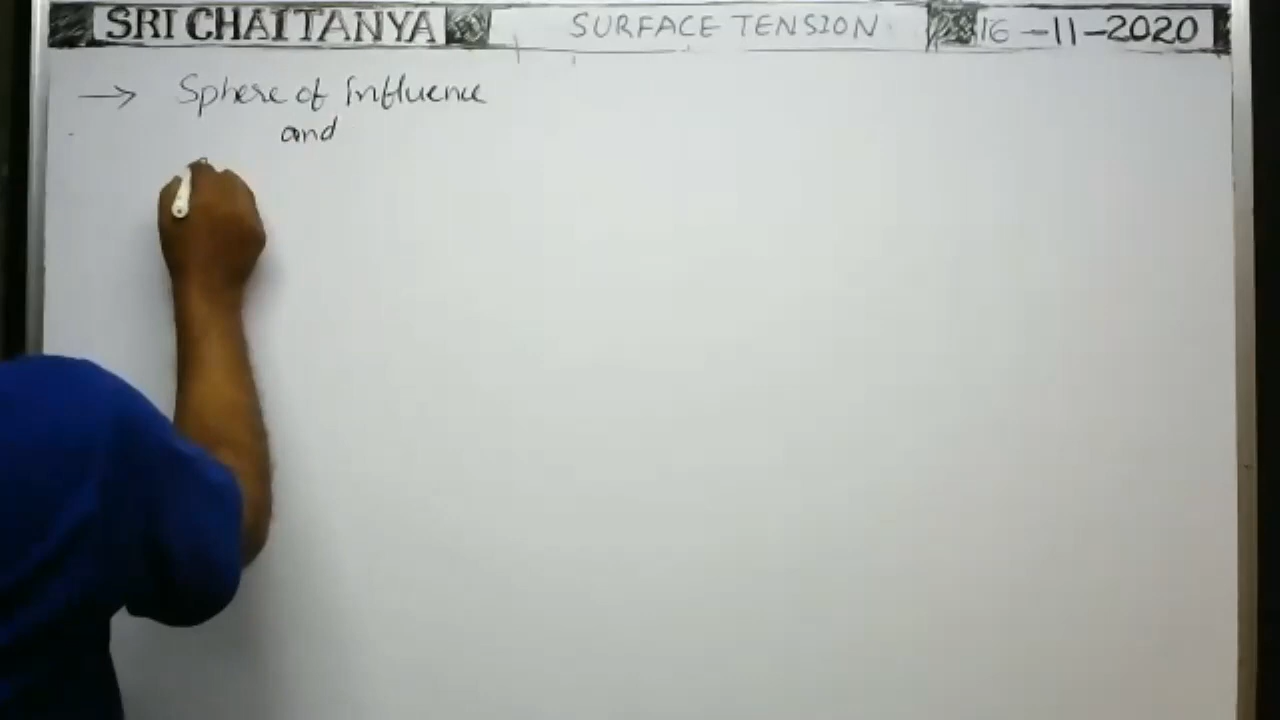 SRI CHAITANYA SURFACE TENSION 16-11-2020
→ Sphere of Influence
and